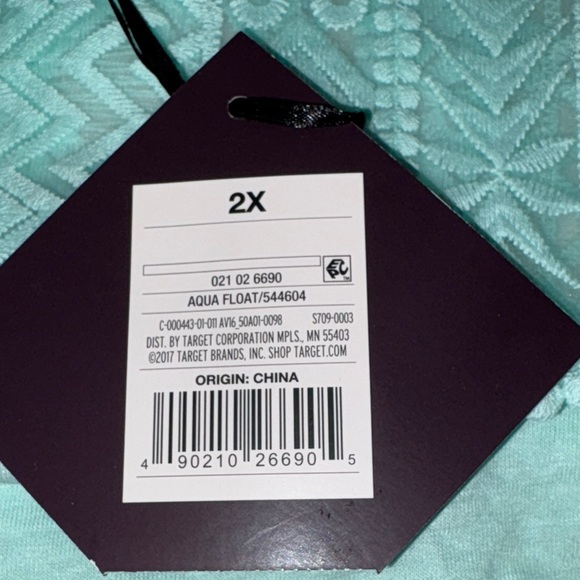 2X
021 02 6690
AQUA FLOAT/544604
C-000443-01-011 AV16_50A01-0098 S709-0003
DIST. BY TARGET CORPORATION MPLS., MN 55403
©2017 TARGET BRANDS, INC. SHOP TARGET.COM
ORIGIN: CHINA
4 90210 26690 5